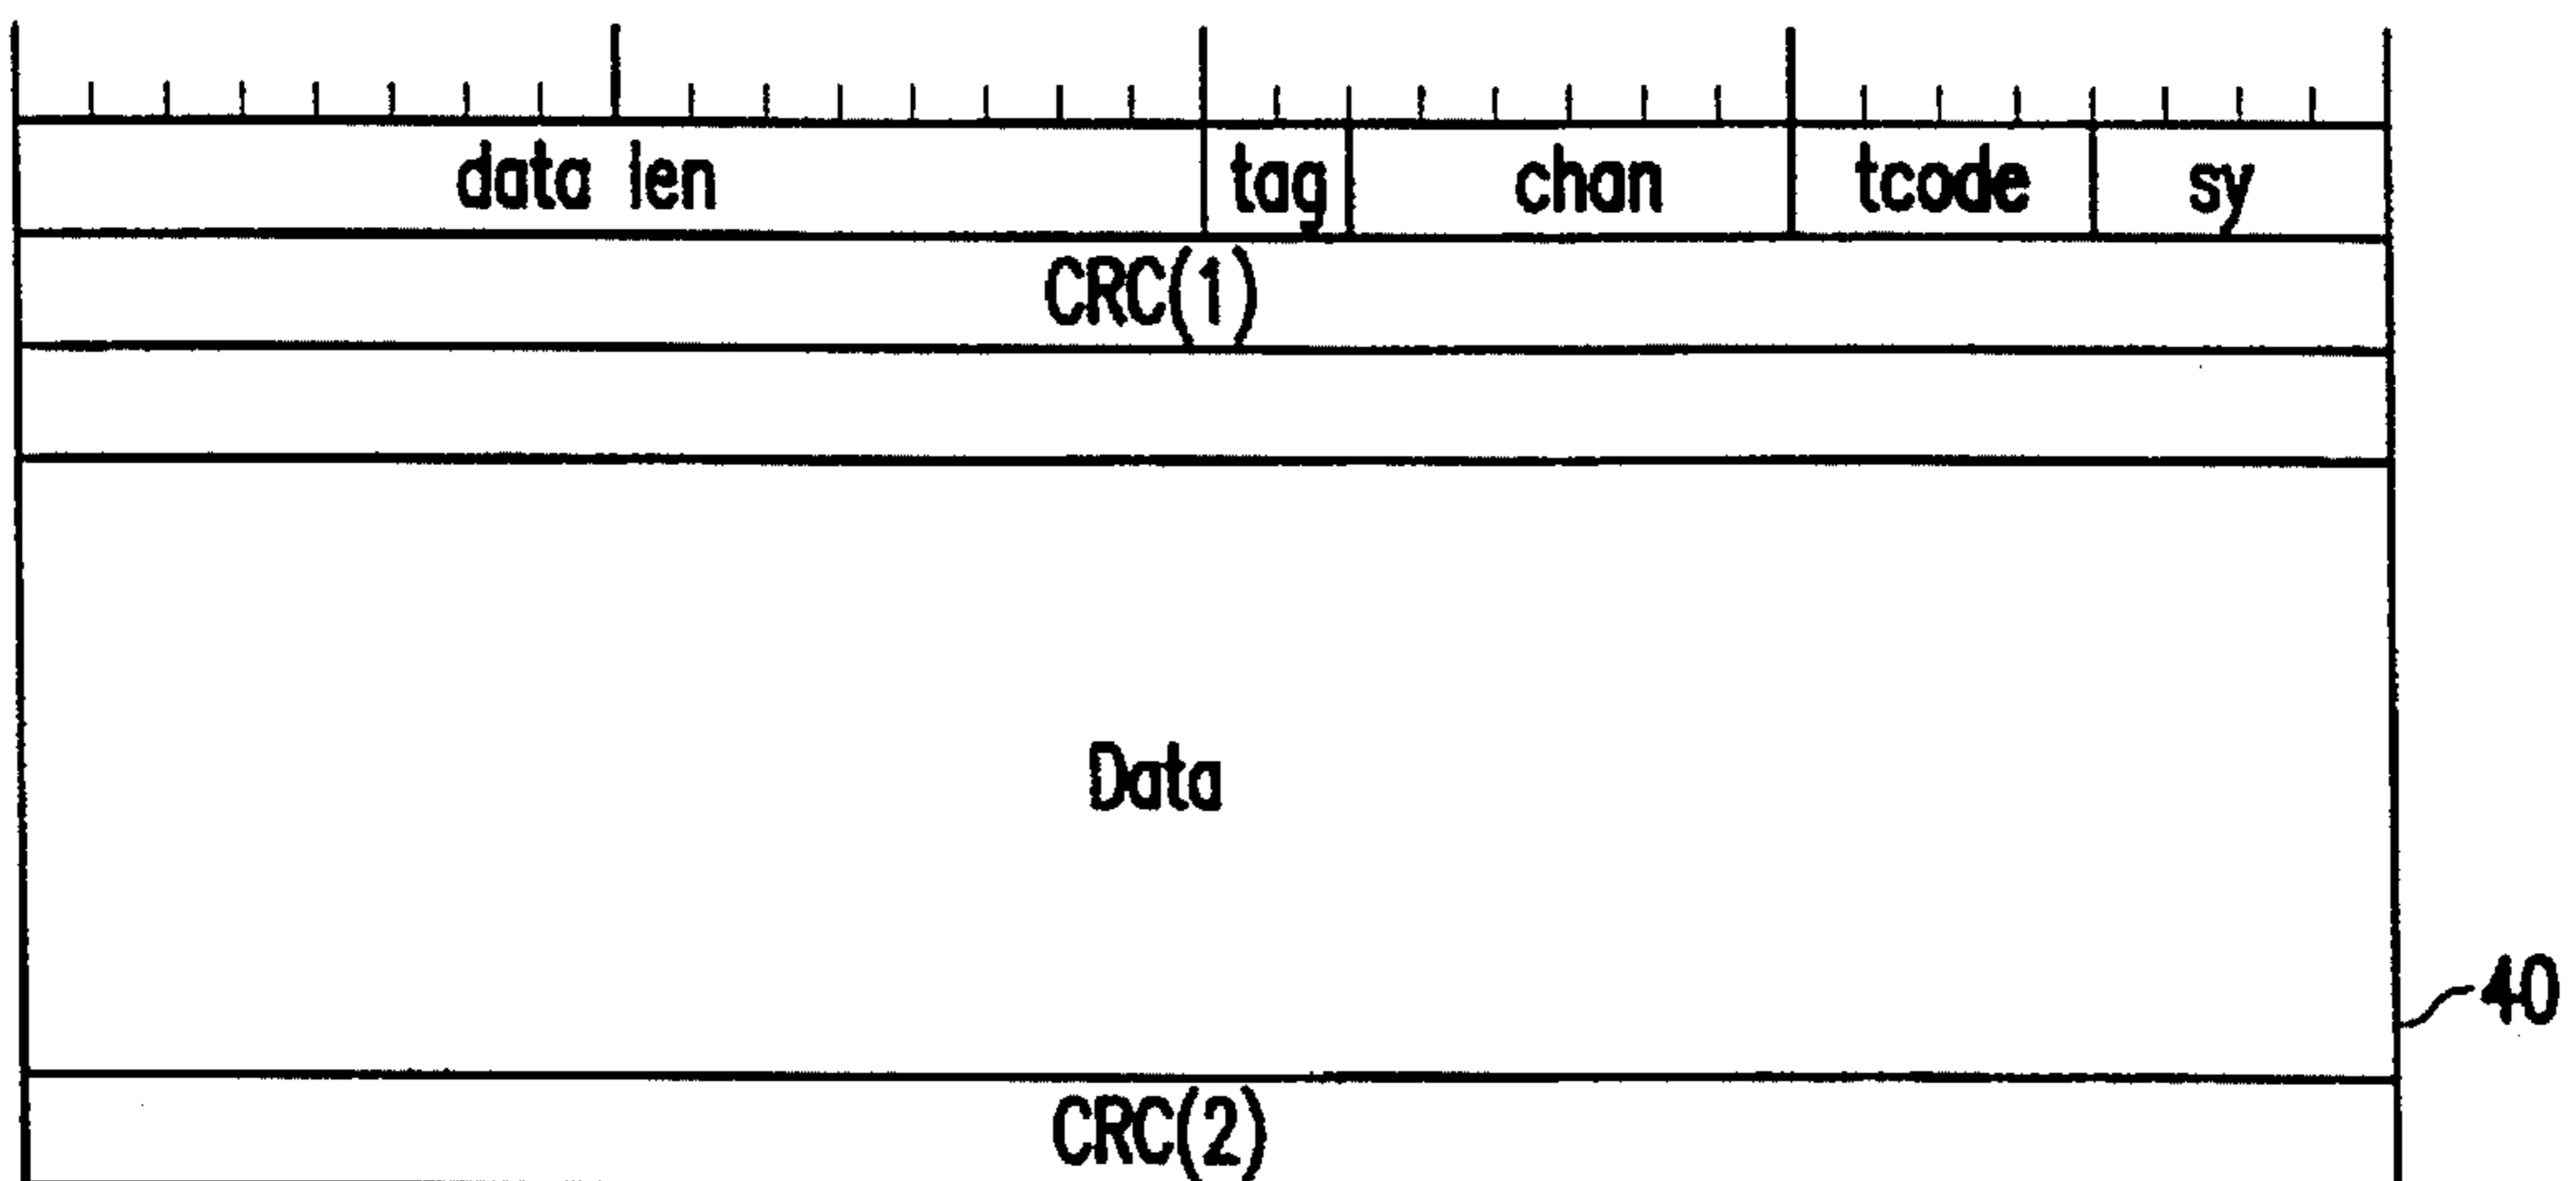 data len tag chan tcode sy
CRC(1)
Data
40
CRC(2)